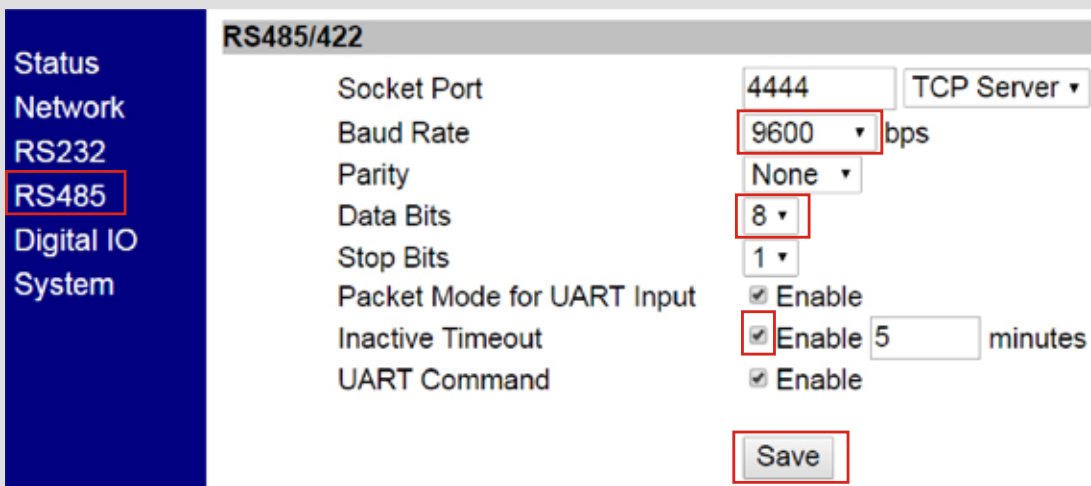 Status
Network
RS232
RS485
Digital IO
System
RS485/422
Socket Port 4444 TCP Server
Baud Rate 9600 bps
Parity None
Data Bits 8
Stop Bits 1
Packet Mode for UART Input Enable
Inactive Timeout Enable 5 minutes
UART Command Enable
Save